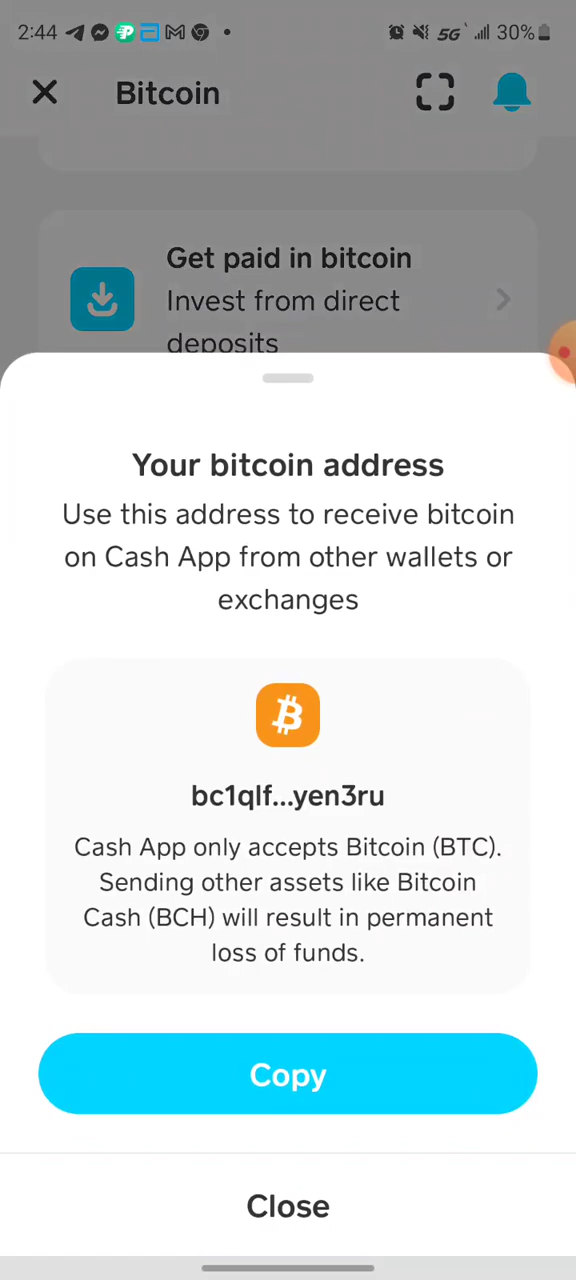 2:44 5G 30%
Bitcoin
Get paid in bitcoin
Invest from direct
deposits
Your bitcoin address
Use this address to receive bitcoin
on Cash App from other wallets or
exchanges
bc1qlf...yen3ru
Cash App only accepts Bitcoin (BTC).
Sending other assets like Bitcoin
Cash (BCH) will result in permanent
loss of funds.
Copy
Close